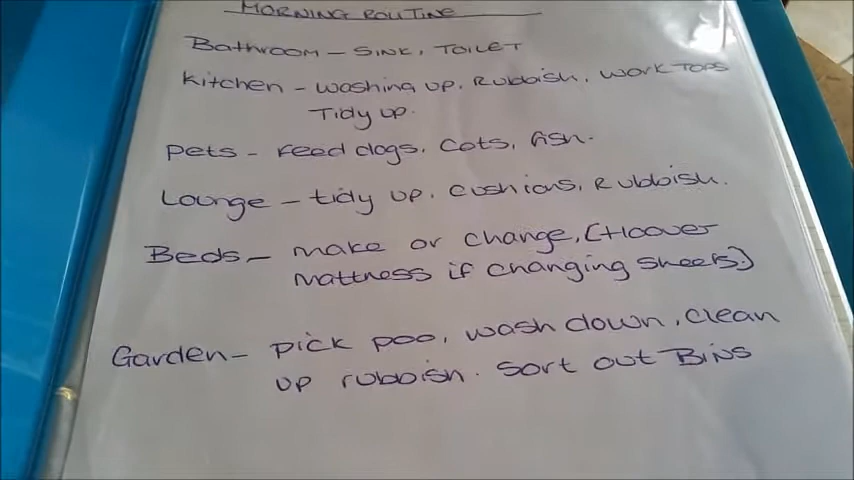 MORNING ROUTINE
Bathroom - SINK, TOILET
Kitchen - washing up, Rubbish, work tops
Tidy up.
Pets - Feed dogs, Cats, fish.
Lounge - tidy up, cushions, Rubbish.
Beds - make or change, (Hoover
mattness if changing sheets.)
Garden - pick poo, wash down, clean
up rubbish. Sort out Bins